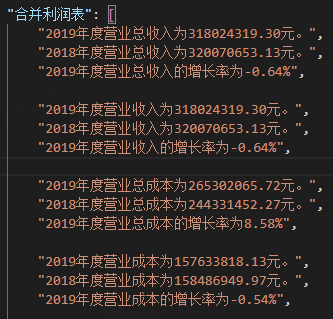 "合并利润表": [
"2019年度营业总收入为318024319.30元。",
"2018年度营业总收入为320070653.13元。",
"2019年度营业总收入的增长率为-0.64%",
"2019年度营业收入为318024319.30元。",
"2018年度营业收入为320070653.13元。",
"2019年度营业收入的增长率为-0.64%",
"2019年度营业总成本为265302065.72元。",
"2018年度营业总成本为244331452.27元。",
"2019年度营业总成本的增长率8.58%",
"2019年度营业成本为157633818.13元。",
"2018年度营业成本为158486949.97元。",
"2019年度营业成本的增长率为-0.54%",